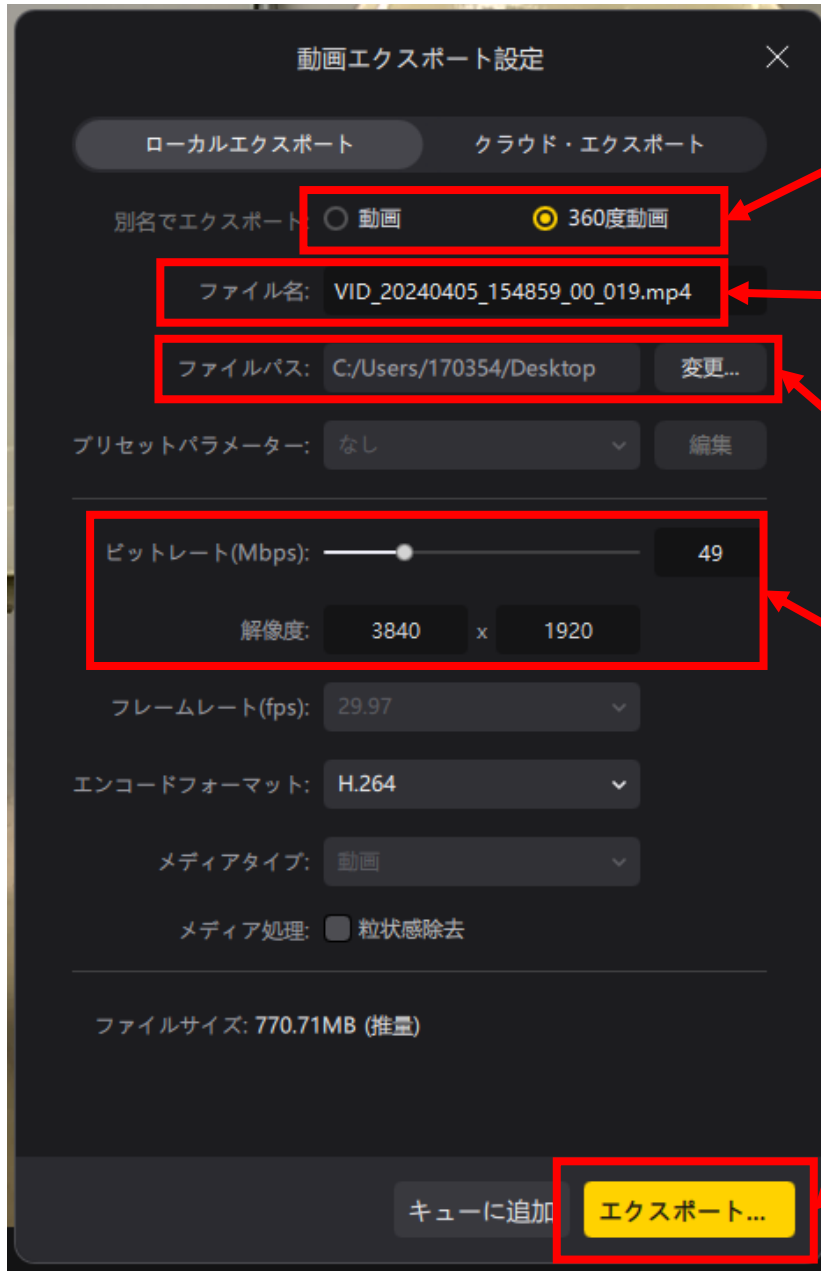 動画エクスポート設定
ローカルエクスポート クラウド・エクスポート
別名でエクスポート: 動画 360度動画
ファイル名: VID_20240405_154859_00_019.mp4
ファイルパス: C:/Users/170354/Desktop 変更...
プリセットパラメーター: なし 編集
ビットレート(Mbps): 49
解像度: 3840 x 1920
フレームレート(fps): 29.97
エンコードフォーマット: H.264
メディアタイプ: 動画
メディア処理: 粒状感除去
ファイルサイズ: 770.71MB (推量)
キューに追加 エクスポート...